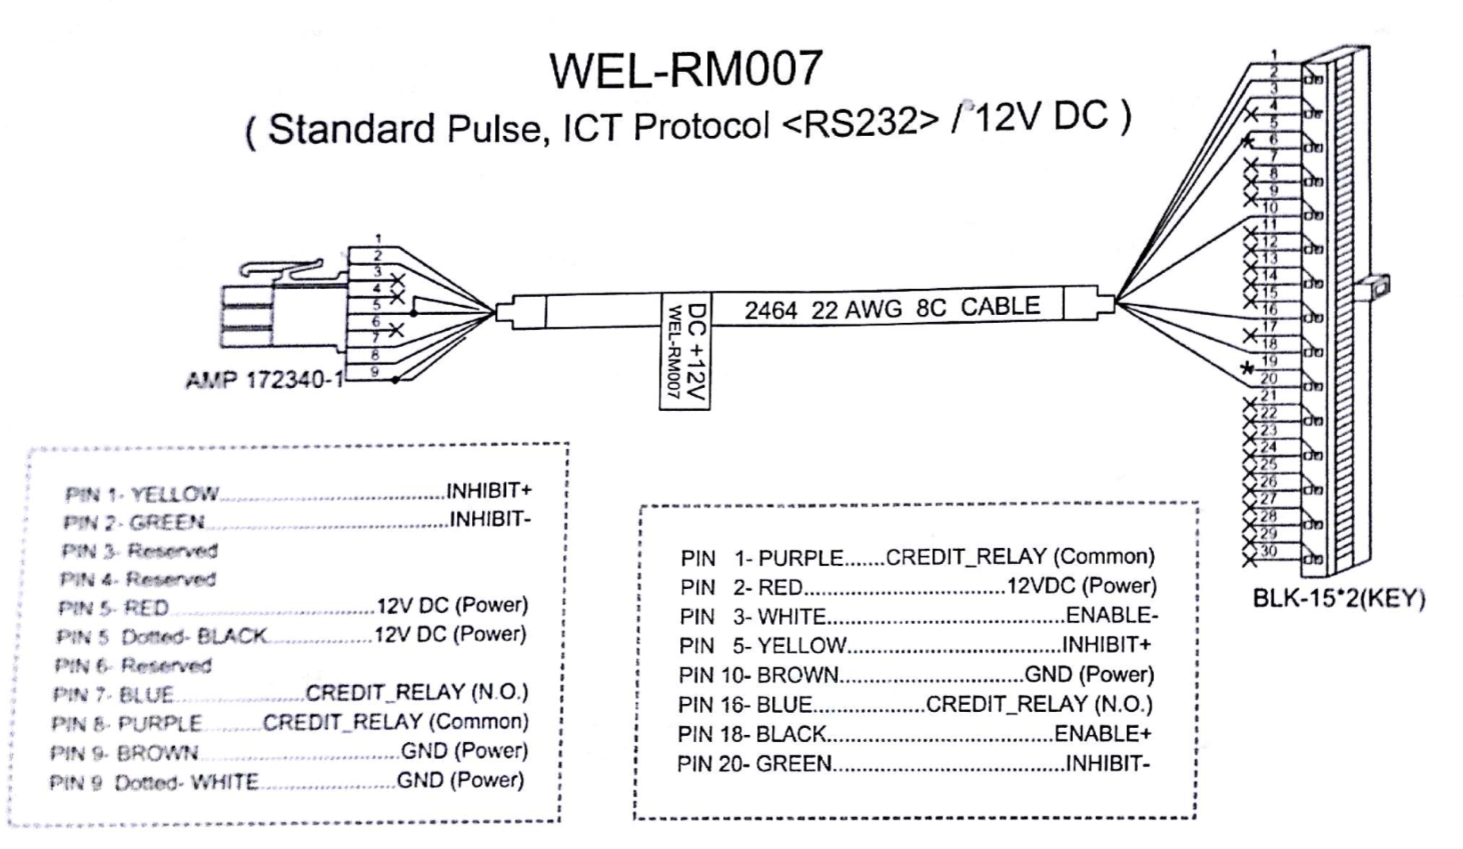 WEL-RM007
( Standard Pulse, ICT Protocol <RS232> / 12V DC )
1
2
3
4
5
6
7
8
9
AMP 172340-1
DC +12V
WEL-RM007
2464 22 AWG 8C CABLE
1
2
3
4
5
6
7
8
9
10
11
12
13
14
15
16
17
18
19
20
21
22
23
24
25
26
27
28
29
30
BLK-15*2(KEY)
PIN 1- YELLOW..............................INHIBIT+
PIN 2- GREEN................................INHIBIT-
PIN 3- Reserved
PIN 4- Reserved
PIN 5- RED..........................12V DC (Power)
PIN 5 Dotted- BLACK.............12V DC (Power)
PIN 6- Reserved
PIN 7- BLUE.................CREDIT_RELAY (N.O.)
PIN 8- PURPLE.........CREDIT_RELAY (Common)
PIN 9- BROWN..........................GND (Power)
PIN 9 Dotted- WHITE.................GND (Power)
PIN 1- PURPLE......CREDIT_RELAY (Common)
PIN 2- RED..............................12VDC (Power)
PIN 3- WHITE...................................ENABLE-
PIN 5- YELLOW................................INHIBIT+
PIN 10- BROWN...........................GND (Power)
PIN 16- BLUE.................CREDIT_RELAY (N.O.)
PIN 18- BLACK..................................ENABLE+
PIN 20- GREEN..................................INHIBIT-